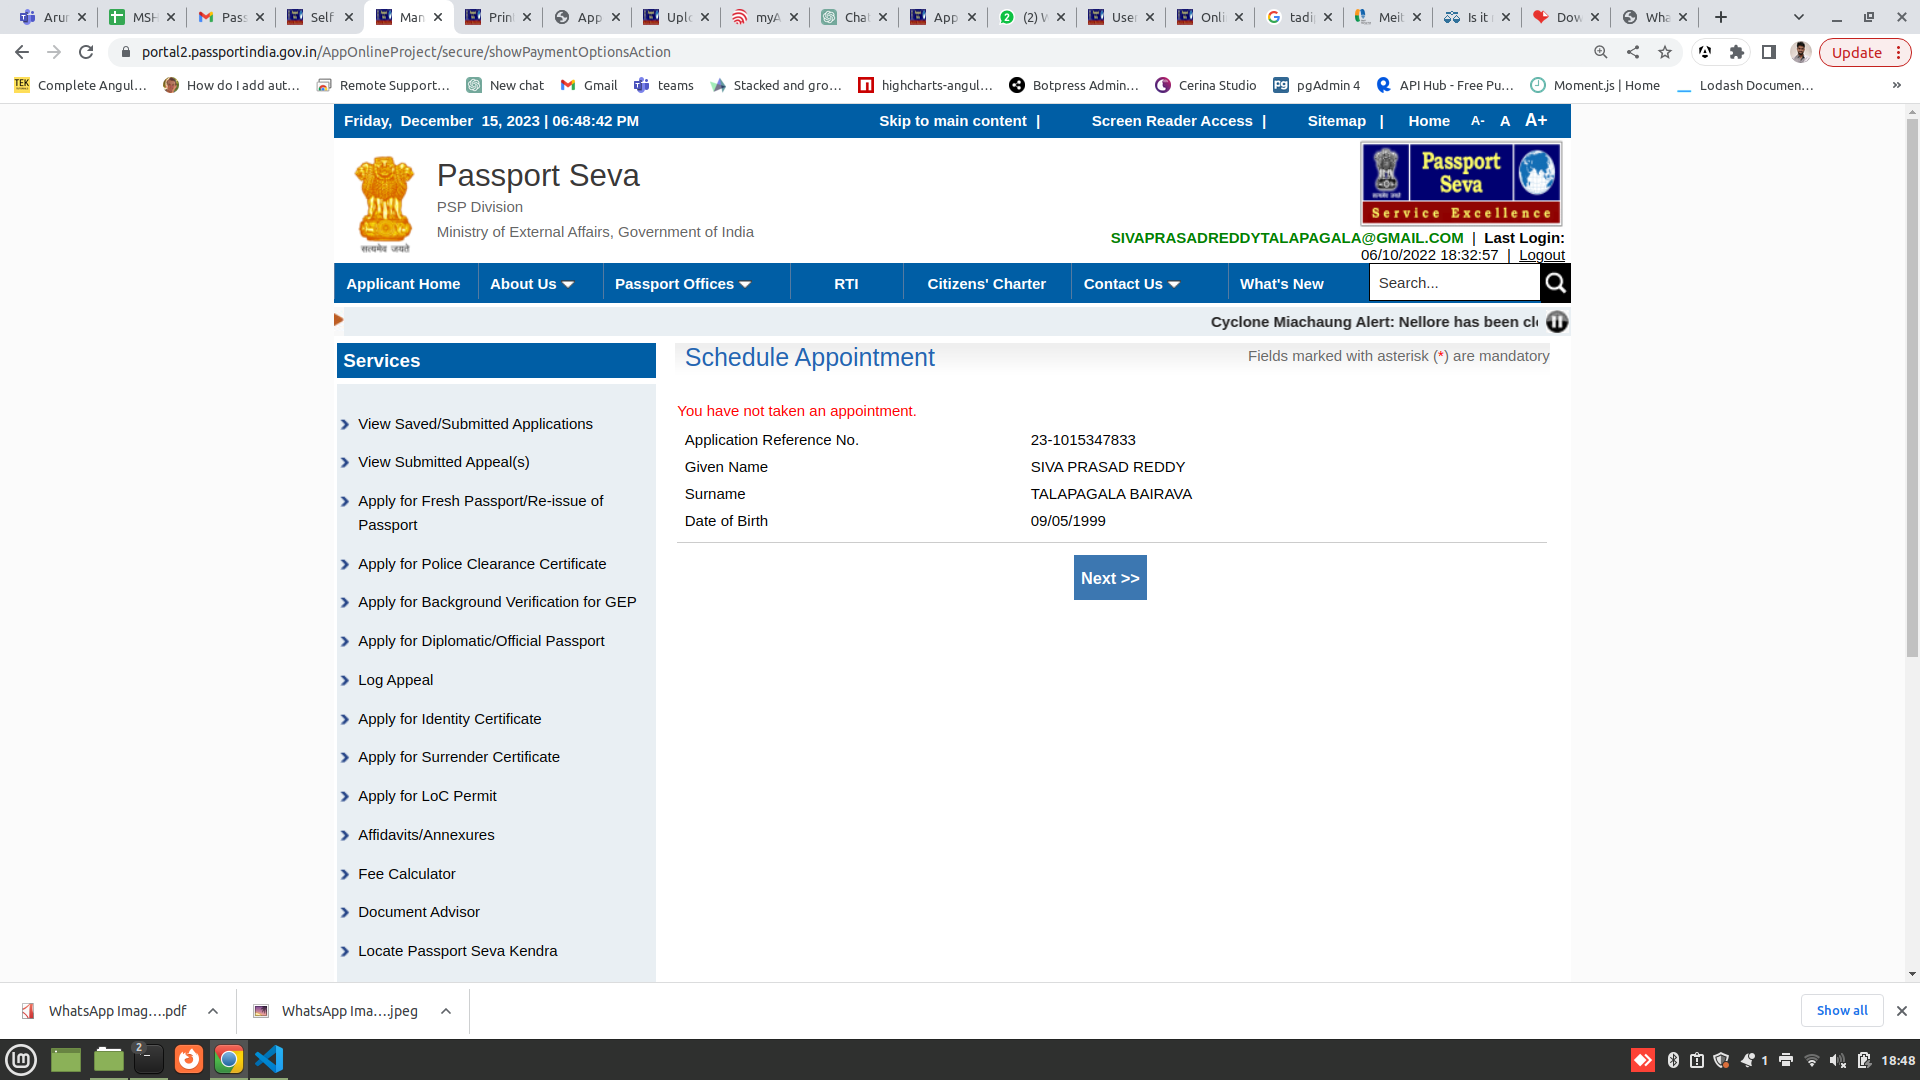 Arun
MSH
Pass
Self
Man
Print
App
Uplo
myA
Chat
App
(2) W
User
Onli
tadi
Meit
Is it
Dow
Wha
portal2.passportindia.gov.in/AppOnlineProject/secure/showPaymentOptionsAction
Update
Complete Angul...
How do I add aut...
Remote Support...
New chat
Gmail
teams
Stacked and gro...
highcharts-angul...
Botpress Admin...
Cerina Studio
pgAdmin 4
API Hub - Free Pu...
Moment.js | Home
Lodash Documen...
»
Friday, December 15, 2023 | 06:48:42 PM
Skip to main content |
Screen Reader Access |
Sitemap |
Home
A- A A+
Passport Seva
PSP Division
Ministry of External Affairs, Government of India
सत्यमेव जयते
Passport
Seva
Service Excellence
SIVAPRASADREDDYTALAPAGALA@GMAIL.COM | Last Login:
06/10/2022 18:32:57 | Logout
Applicant Home
About Us
Passport Offices
RTI
Citizens' Charter
Contact Us
What's New
Search...
Cyclone Miachaung Alert: Nellore has been cl
Services
Schedule Appointment
Fields marked with asterisk (*) are mandatory
You have not taken an appointment.
Application Reference No. 23-1015347833
Given Name SIVA PRASAD REDDY
Surname TALAPAGALA BAIRAVA
Date of Birth 09/05/1999
Next >>
View Saved/Submitted Applications
View Submitted Appeal(s)
Apply for Fresh Passport/Re-issue of
Passport
Apply for Police Clearance Certificate
Apply for Background Verification for GEP
Apply for Diplomatic/Official Passport
Log Appeal
Apply for Identity Certificate
Apply for Surrender Certificate
Apply for LoC Permit
Affidavits/Annexures
Fee Calculator
Document Advisor
Locate Passport Seva Kendra
WhatsApp Imag....pdf
WhatsApp Ima....jpeg
Show all
2
1
18:48